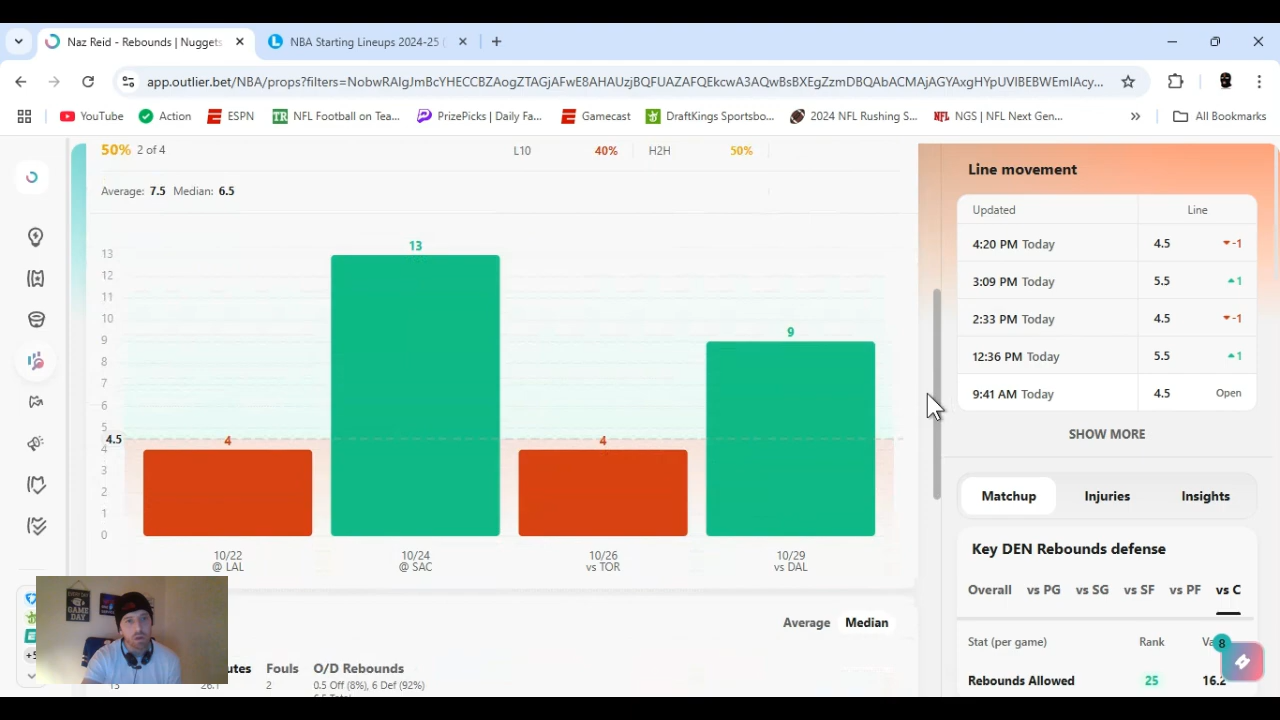 Naz Reid - Rebounds | Nuggets
NBA Starting Lineups 2024-25 (
app.outlier.bet/NBA/props?filters=NobwRAlgJmBcYHECCBZAogZTAGjAFwE8AHAUzjBQFUAZAFQEkcwA3AQwBsBXEgZzmDBQAbACMAjAGYAxgHYpUVIBEBWEmIAcy...
YouTube
Action
ESPN
NFL Football on Tea...
PrizePicks | Daily Fa...
Gamecast
DraftKings Sportsbo...
2024 NFL Rushing S...
NGS | NFL Next Gen...
All Bookmarks
50% 2 of 4
L10 40% H2H 50%
Average: 7.5 Median: 6.5
13
12
11
10
9
8
7
6
5
4.5
4
3
2
1
0
4
13
4
9
10/22
@ LAL
10/24
@ SAC
10/26
vs TOR
10/29
vs DAL
Average Median
utes Fouls O/D Rebounds
13 26.1 2 0.5 Off (8%), 6 Def (92%)
Line movement
Updated Line
4:20 PM Today 4.5 -1
3:09 PM Today 5.5 1
2:33 PM Today 4.5 -1
12:36 PM Today 5.5 1
9:41 AM Today 4.5 Open
SHOW MORE
Matchup Injuries Insights
Key DEN Rebounds defense
Overall vs PG vs SG vs SF vs PF vs C
Stat (per game) Rank
8
Rebounds Allowed 25 16.2
GAME
DAY